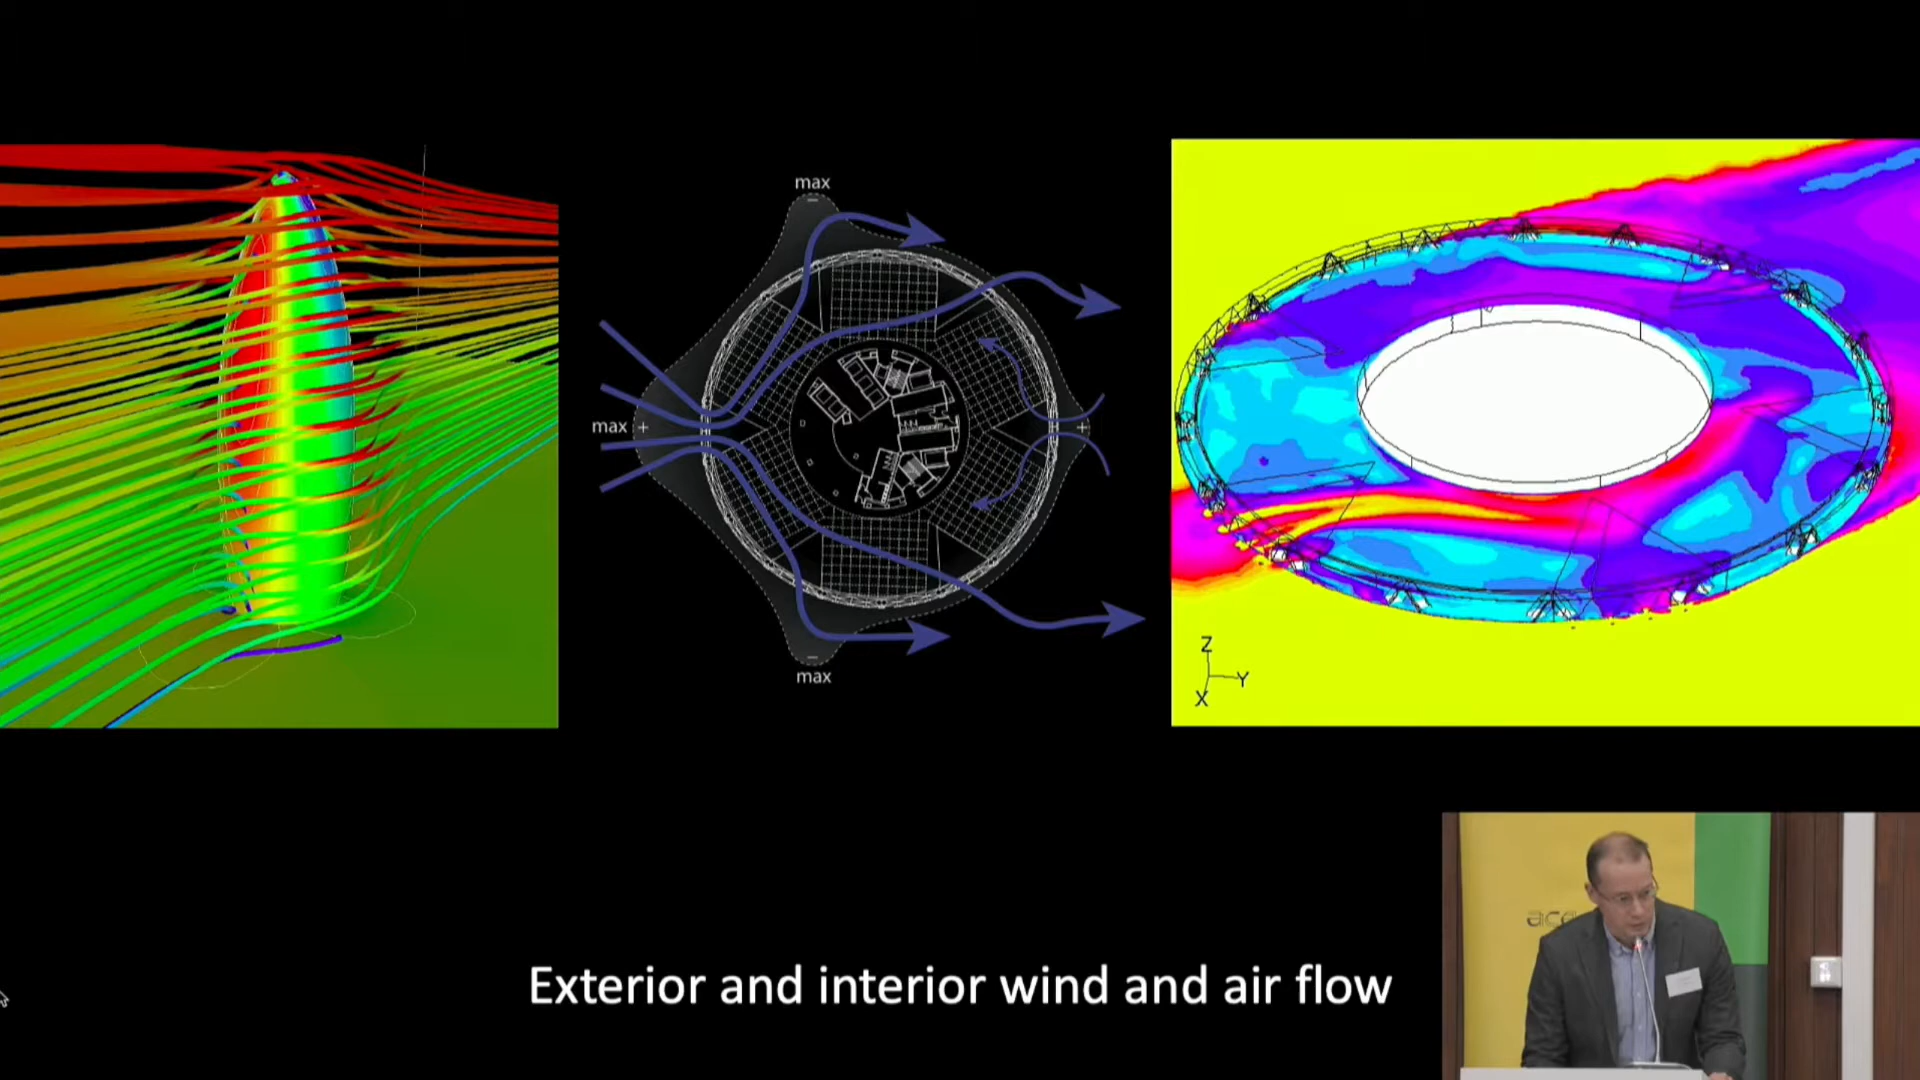 max
max
max
Z
Y
X
Exterior and interior wind and air flow